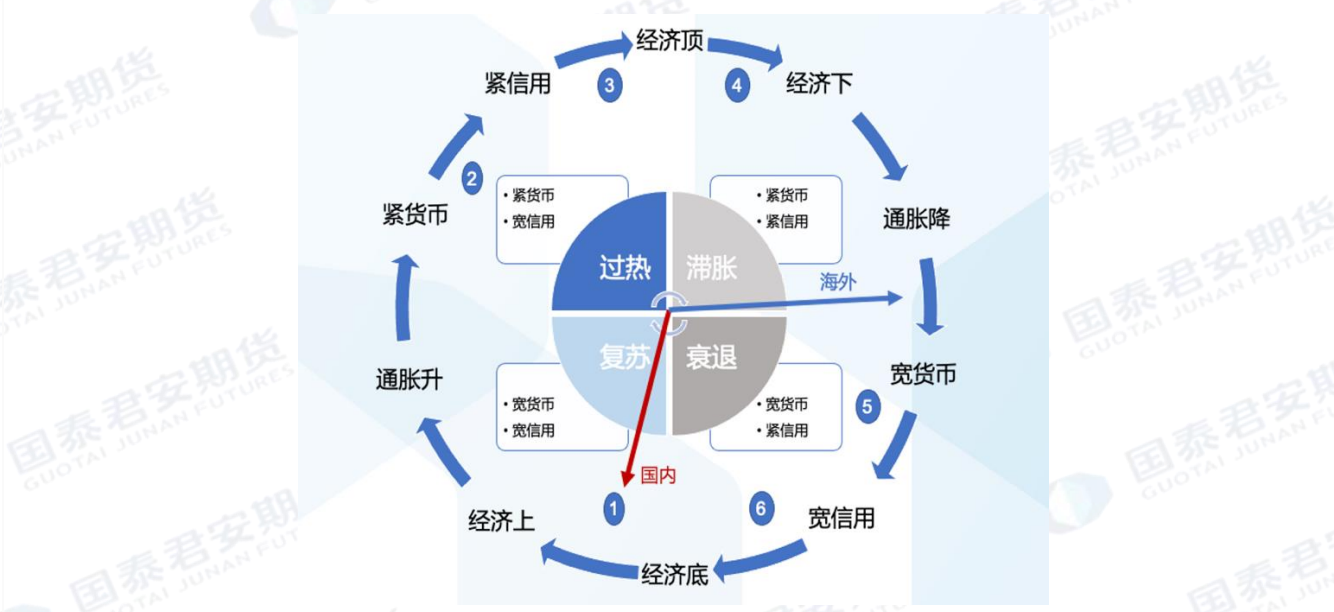 经济顶
3
4
紧信用
经济下
2
紧货币
通胀降
• 紧货币
• 宽信用
• 紧货币
• 紧信用
过热
滞胀
海外
复苏
衰退
通胀升
宽货币
5
• 宽货币
• 宽信用
• 宽货币
• 紧信用
国内
1
6
经济上
宽信用
经济底
国泰君安期货
GUOTAI JUNAN FUTURES